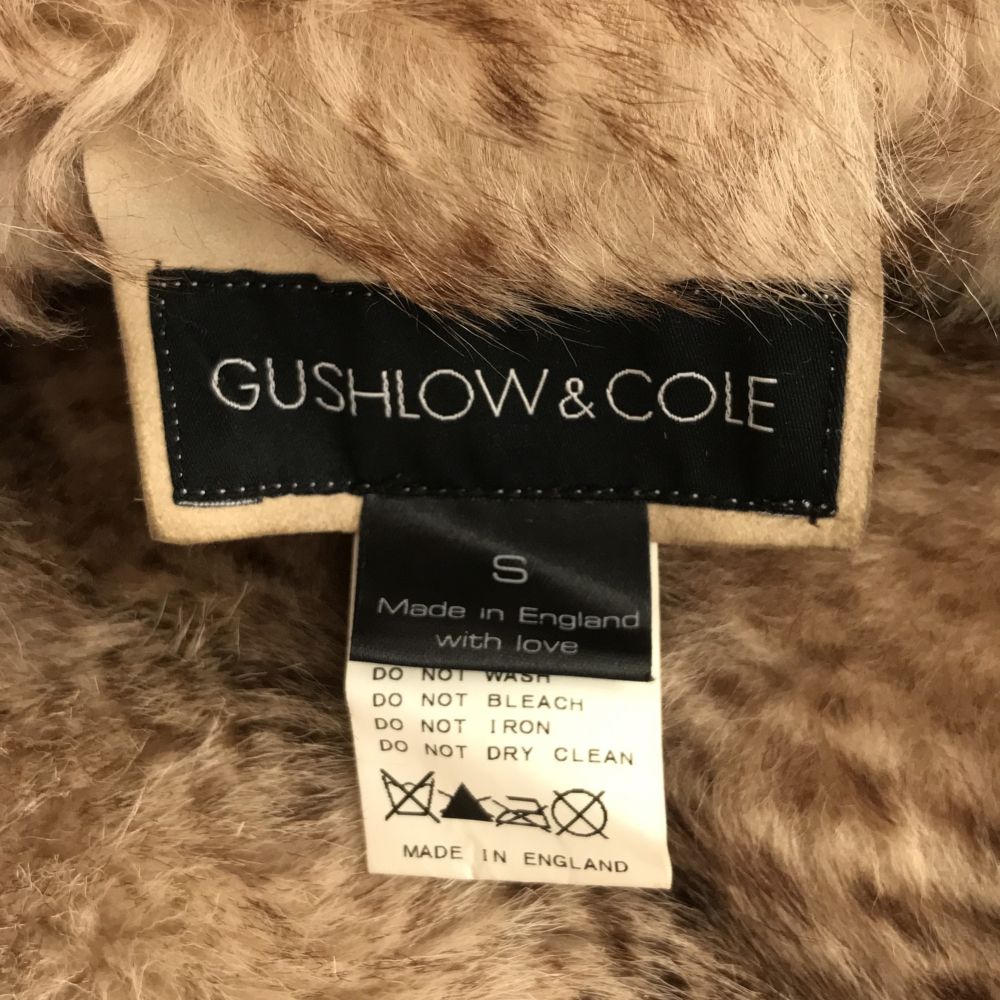 GUSHLOW & COLE
S
Made in England
with love
DO NOT WASH
DO NOT BLEACH
DO NOT IRON
DO NOT DRY CLEAN
MADE IN ENGLAND